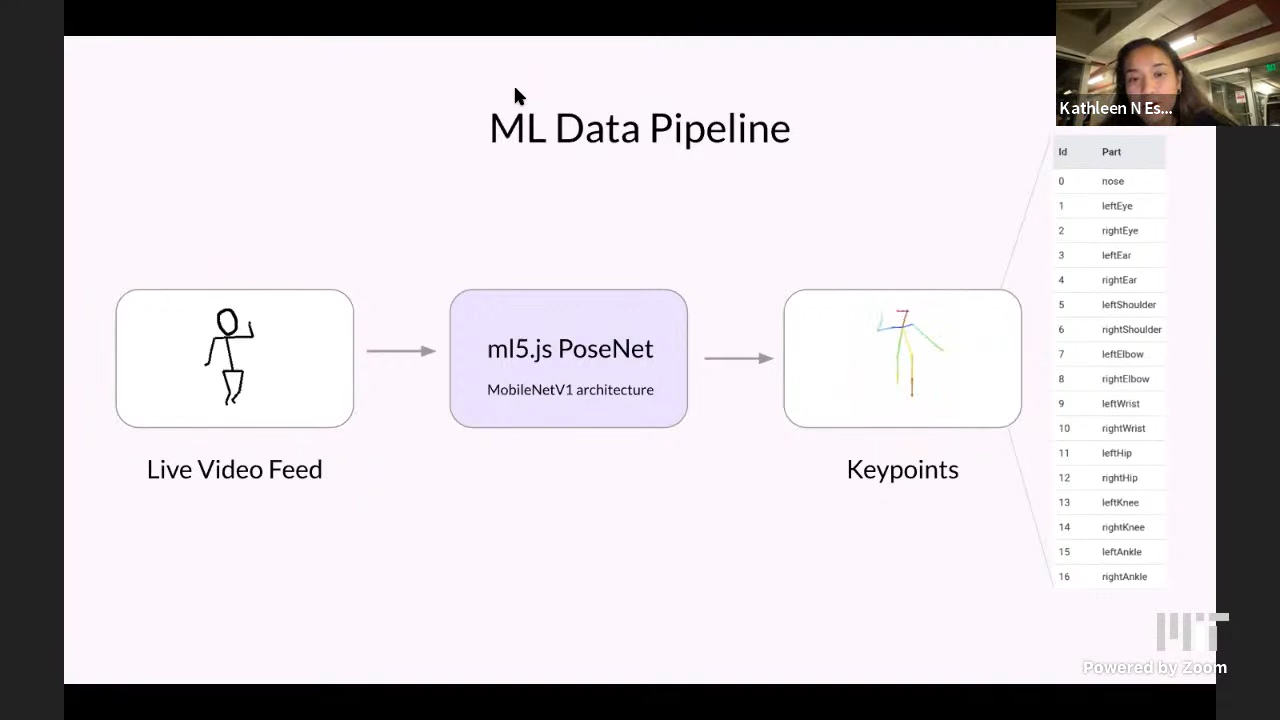 Kathleen N Es...
ML Data Pipeline
Live Video Feed
ml5.js PoseNet
MobileNetV1 architecture
Keypoints
Id Part
0 nose
1 leftEye
2 rightEye
3 leftEar
4 rightEar
5 leftShoulder
6 rightShoulder
7 leftElbow
8 rightElbow
9 leftWrist
10 rightWrist
11 leftHip
12 rightHip
13 leftKnee
14 rightKnee
15 leftAnkle
16 rightAnkle
MIT
Powered by Zoom